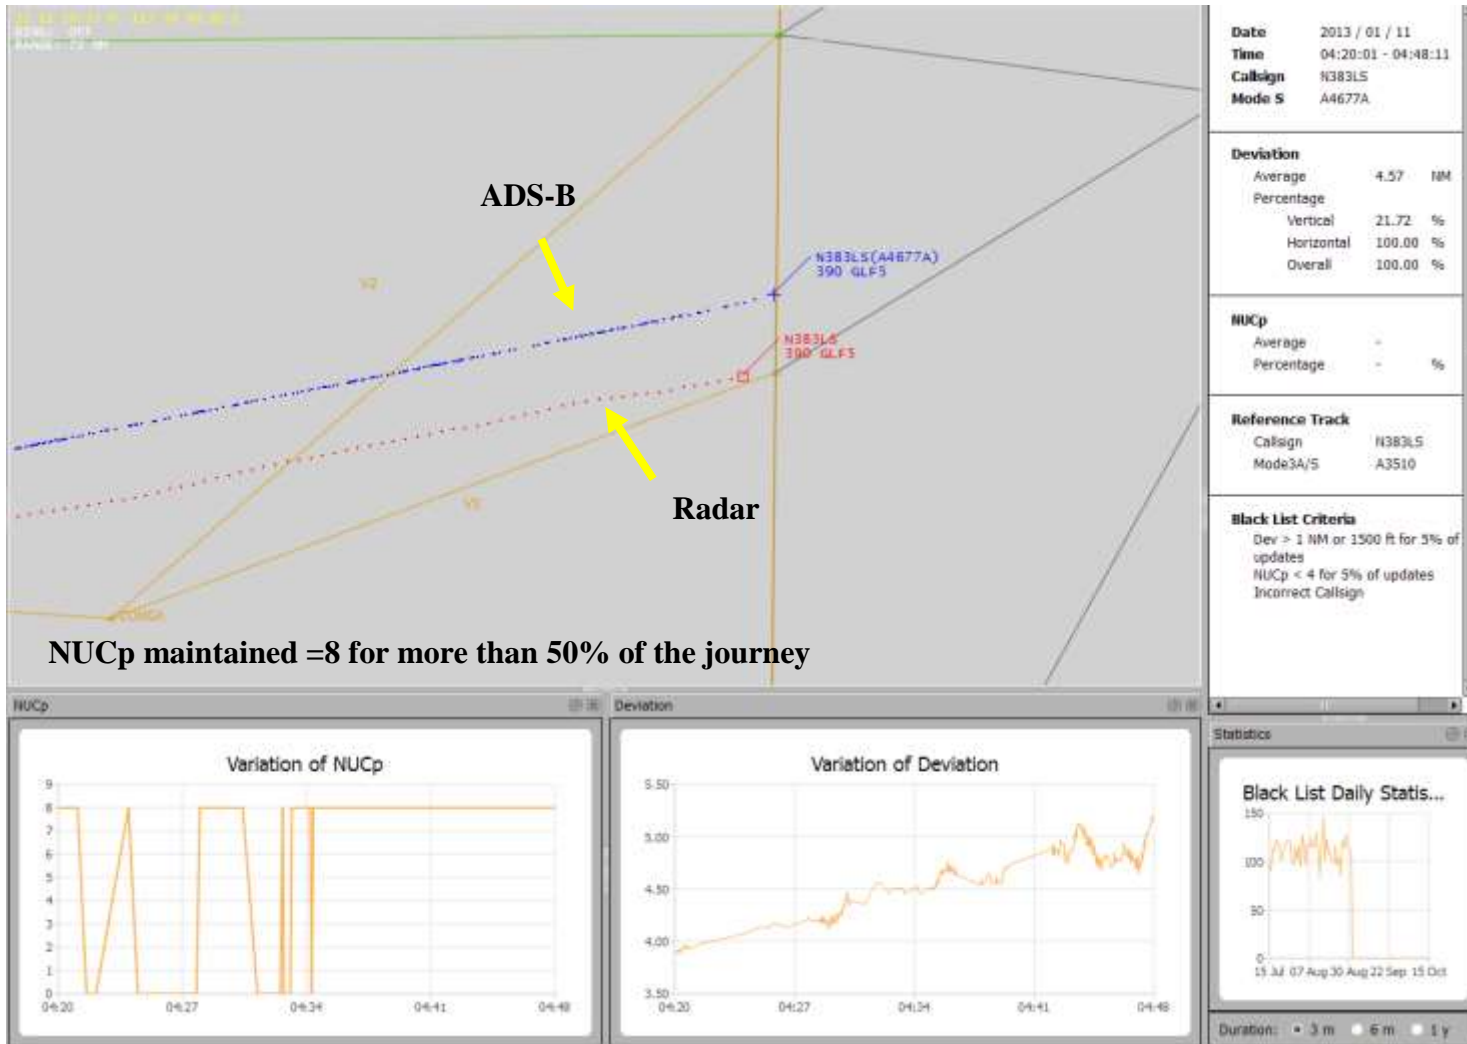 RANGE: 72 NM
ADS-B
V2
N383LS(A4677A)
390 GLF5
N383LS
390 GLF5
Radar
NUCp maintained =8 for more than 50% of the journey
Date 2013 / 01 / 11
Time 04:20:01 - 04:48:11
Callsign N383LS
Mode S A4677A
Deviation
Average 4.57 NM
Percentage
Vertical 21.72 %
Horizontal 100.00 %
Overall 100.00 %
NUCp
Average -
Percentage - %
Reference Track
Callsign N383LS
Mode3A/S A3510
Black List Criteria
Dev > 1 NM or 1500 ft for 5% of
updates
NUCp < 4 for 5% of updates
Incorrect Callsign
NUCp
Variation of NUCp
9
8
7
6
5
4
3
2
1
0
04:20 04:27 04:34 04:41 04:48
Deviation
Variation of Deviation
5.50
5.00
4.50
4.00
3.50
04:20 04:27 04:34 04:41 04:48
Statistics
Black List Daily Statis...
150
100
50
0
15 Jul 07 Aug 30 Aug 22 Sep 15 Oct
Duration: 3 m 6 m 1 y